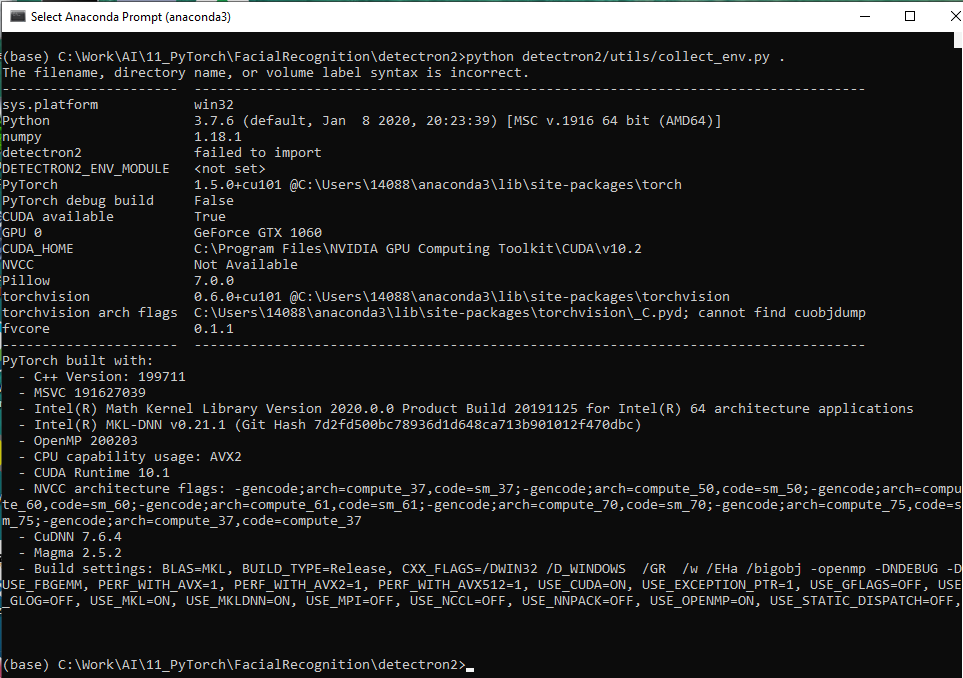 Select Anaconda Prompt (anaconda3)
(base) C:\Work\AI\11_PyTorch\FacialRecognition\detectron2>python detectron2/utils/collect_env.py .
The filename, directory name, or volume label syntax is incorrect.
----------------------  ---------------------------------------------------------------------------------
sys.platform            win32
Python                  3.7.6 (default, Jan  8 2020, 20:23:39) [MSC v.1916 64 bit (AMD64)]
numpy                   1.18.1
detectron2              failed to import
DETECTRON2_ENV_MODULE   <not set>
PyTorch                 1.5.0+cu101 @C:\Users\14088\anaconda3\lib\site-packages\torch
PyTorch debug build     False
CUDA available          True
GPU 0                   GeForce GTX 1060
CUDA_HOME               C:\Program Files\NVIDIA GPU Computing Toolkit\CUDA\v10.2
NVCC                    Not Available
Pillow                  7.0.0
torchvision             0.6.0+cu101 @C:\Users\14088\anaconda3\lib\site-packages\torchvision
torchvision arch flags  C:\Users\14088\anaconda3\lib\site-packages\torchvision\_C.pyd; cannot find cuobjdump
fvcore                  0.1.1
----------------------  ---------------------------------------------------------------------------------
PyTorch built with:
  - C++ Version: 199711
  - MSVC 191627039
  - Intel(R) Math Kernel Library Version 2020.0.0 Product Build 20191125 for Intel(R) 64 architecture applications
  - Intel(R) MKL-DNN v0.21.1 (Git Hash 7d2fd500bc78936d1d648ca713b901012f470dbc)
  - OpenMP 200203
  - CPU capability usage: AVX2
  - CUDA Runtime 10.1
  - NVCC architecture flags: -gencode;arch=compute_37,code=sm_37;-gencode;arch=compute_50,code=sm_50;-gencode;arch=compu
te_60,code=sm_60;-gencode;arch=compute_61,code=sm_61;-gencode;arch=compute_70,code=sm_70;-gencode;arch=compute_75,code=s
m_75;-gencode;arch=compute_37,code=compute_37
  - CuDNN 7.6.4
  - Magma 2.5.2
  - Build settings: BLAS=MKL, BUILD_TYPE=Release, CXX_FLAGS=/DWIN32 /D_WINDOWS  /GR  /w /EHa /bigobj -openmp -DNDEBUG -D
USE_FBGEMM, PERF_WITH_AVX=1, PERF_WITH_AVX2=1, PERF_WITH_AVX512=1, USE_CUDA=ON, USE_EXCEPTION_PTR=1, USE_GFLAGS=OFF, USE
_GLOG=OFF, USE_MKL=ON, USE_MKLDNN=ON, USE_MPI=OFF, USE_NCCL=OFF, USE_NNPACK=OFF, USE_OPENMP=ON, USE_STATIC_DISPATCH=OFF,
(base) C:\Work\AI\11_PyTorch\FacialRecognition\detectron2>